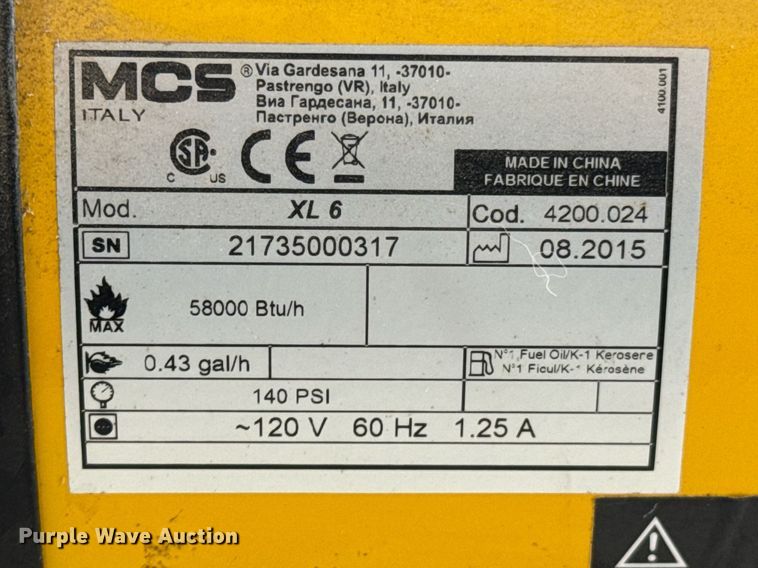 MCS ® Via Gardesana 11, -37010-
Pastrengo (VR), Italy
ITALY Виа Гардесана, 11, -37010-
Пастренго (Верона), Италия
4100.001
C SA US CE
MADE IN CHINA
FABRIQUE EN CHINE
Mod. XL 6 Cod. 4200.024
SN 21735000317 08.2015
MAX 58000 Btu/h
0.43 gal/h N°1 Fuel Oil/K-1 Kerosere
N°1 Ficul/K-1 Kérosène
140 PSI
~120 V 60 Hz 1.25 A
Purple Wave Auction